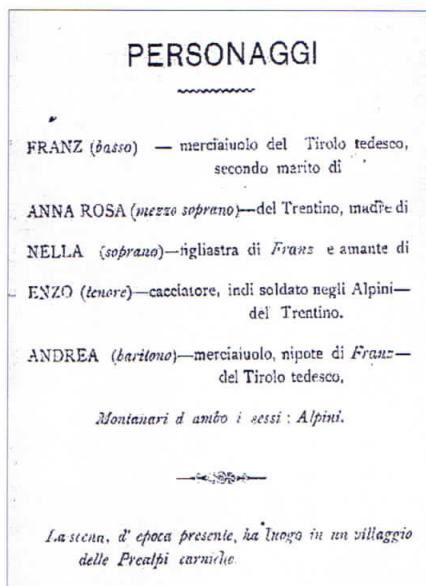 PERSONAGGI
FRANZ (basso) — merciaiuolo del Tirolo tedesco,
secondo marito di
ANNA ROSA (mezzo soprano)—del Trentino, madre di
NELLA (soprano)—figliastra di Franz e amante di
ENZO (tenore)—cacciatore, indi soldato negli Alpini—
del Trentino.
ANDREA (baritono)—merciaiuolo, nipote di Franz—
del Tirolo tedesco,
Montanari d ambo i sessi : Alpini.
La scena, d' epoca presente, ha luogo in un villaggio
delle Prealpi carniche